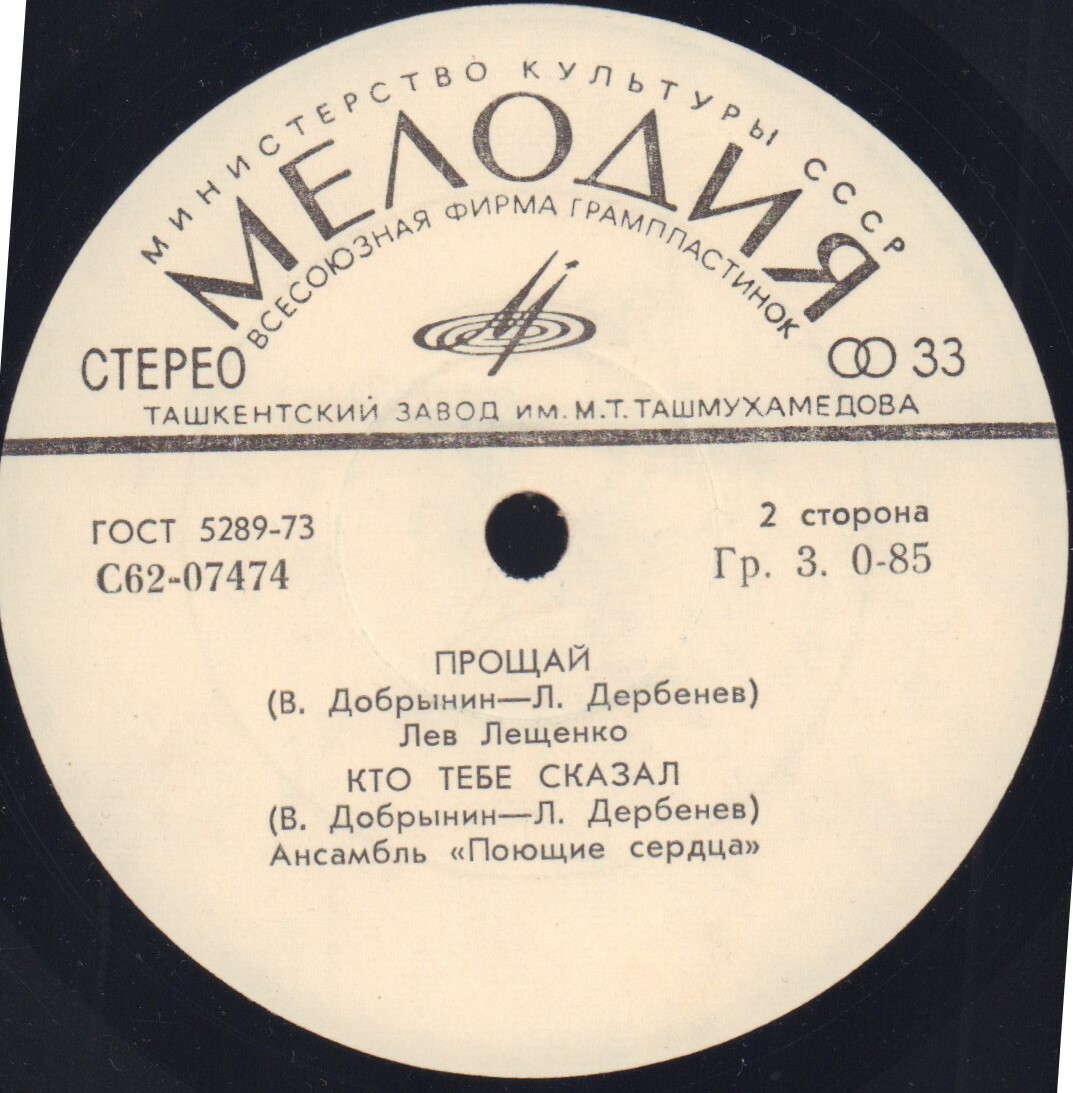 МИНИСТЕРСТВО КУЛЬТУРЫ СССР
МЕЛОДИЯ
ВСЕСОЮЗНАЯ ФИРМА ГРАМПЛАСТИНОК
СТЕРЕО
33
ТАШКЕНТСКИЙ ЗАВОД ИМ. М.Т. ТАШМУХАМЕДОВА
ГОСТ 5289-73
2 сторона
С62-07474
Гр. 3. 0-85
ПРОЩАЙ
(В. Добрынин—Л. Дербенев)
Лев Лещенко
КТО ТЕБЕ СКАЗАЛ
(В. Добрынин—Л. Дербенев)
Ансамбль «Поющие сердца»